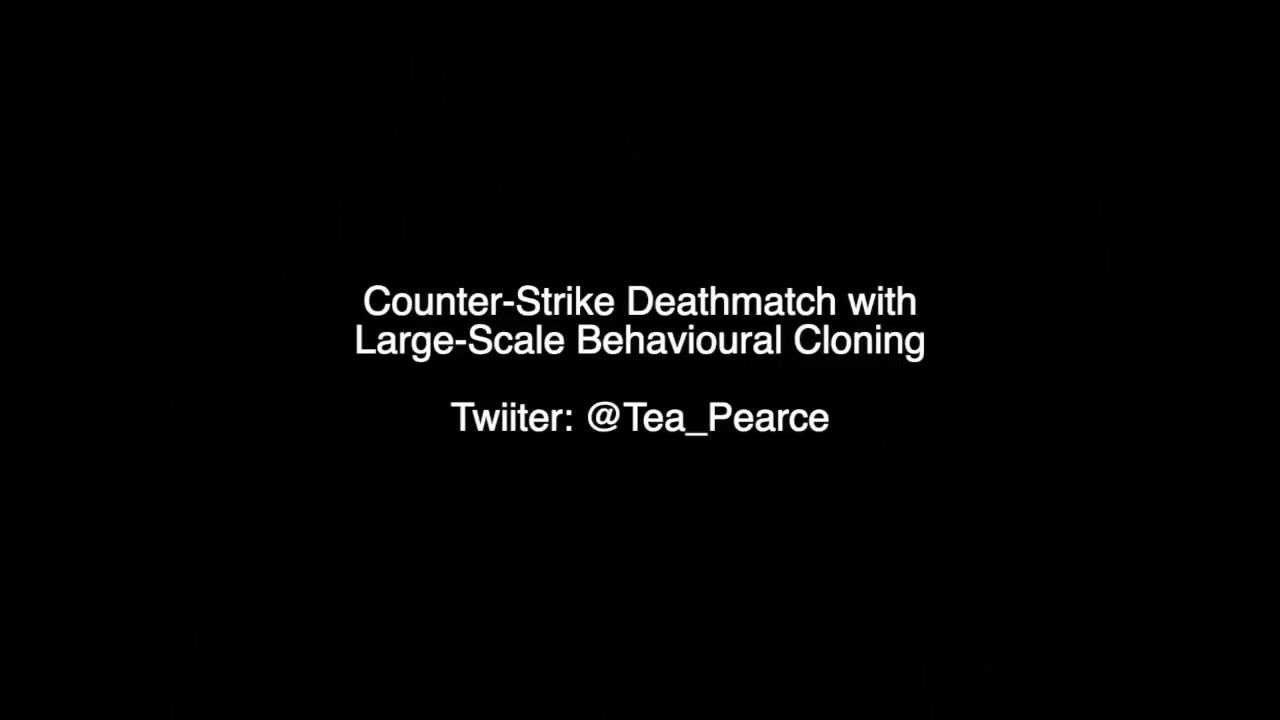 Counter-Strike Deathmatch with
Large-Scale Behavioural Cloning
Twiiter: @Tea_Pearce